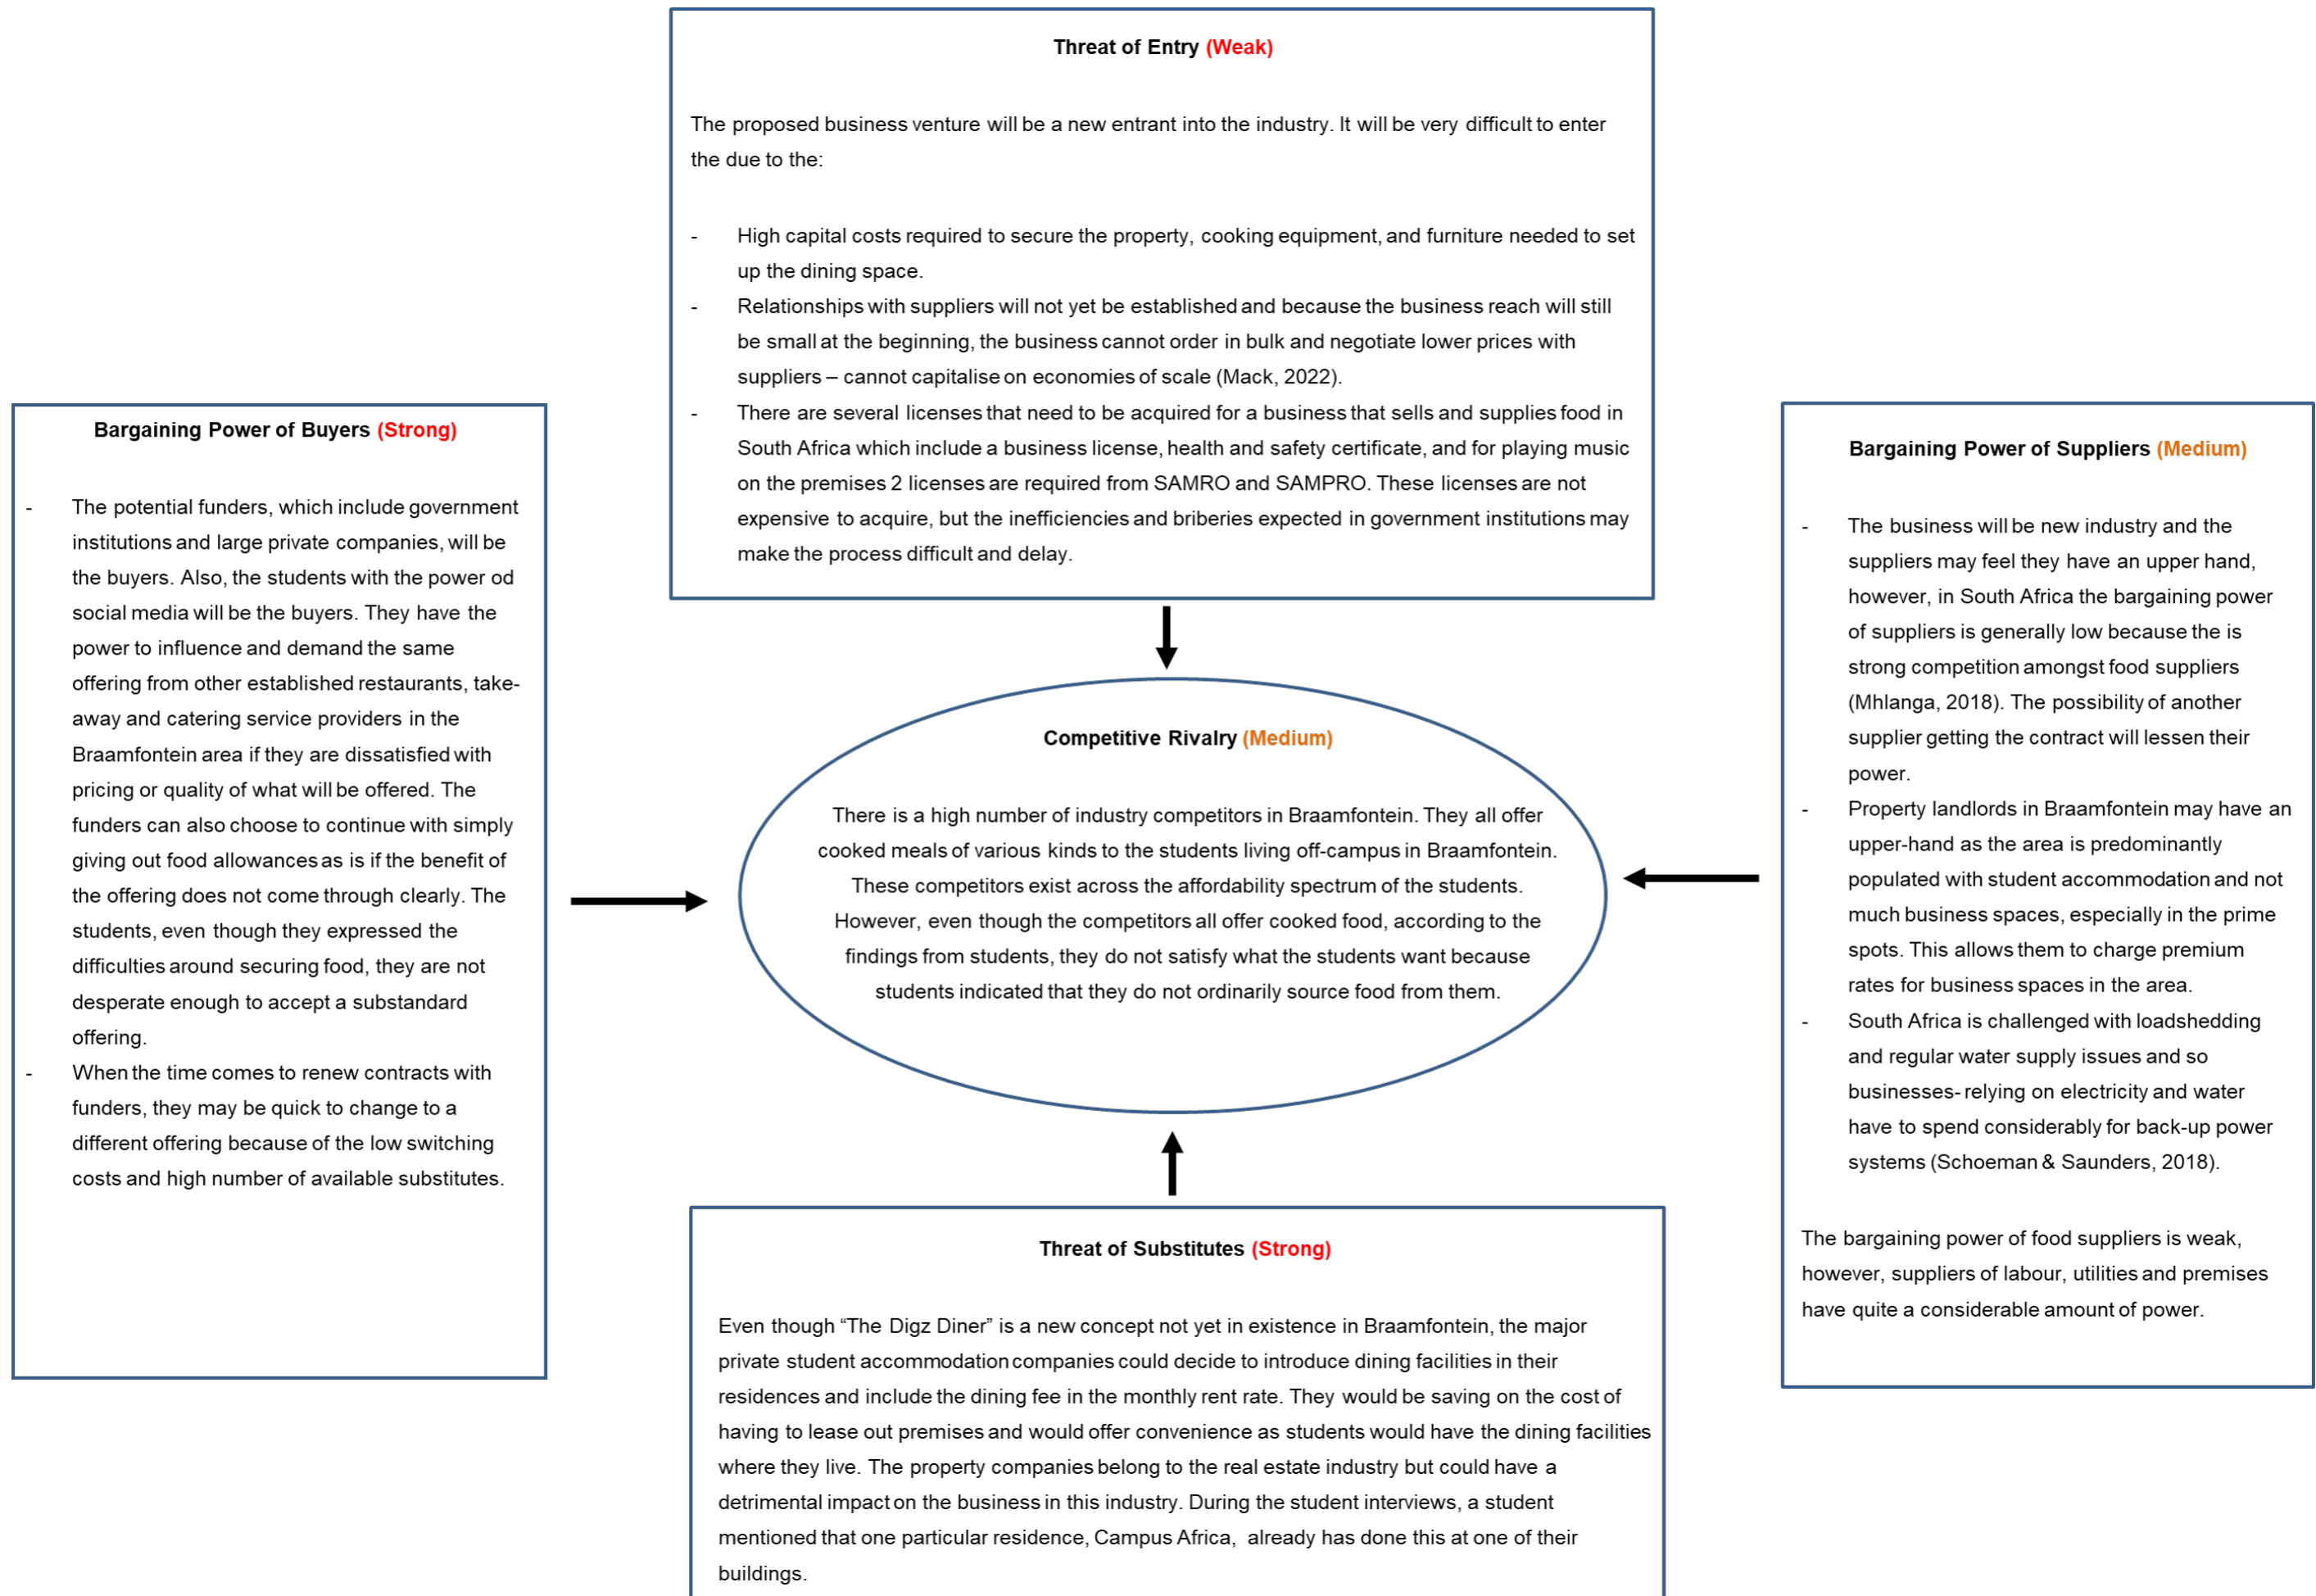 Threat of Entry (Weak)
The proposed business venture will be a new entrant into the industry. It will be very difficult to enter
the due to the:
- High capital costs required to secure the property, cooking equipment, and furniture needed to set
up the dining space.
- Relationships with suppliers will not yet be established and because the business reach will still
be small at the beginning, the business cannot order in bulk and negotiate lower prices with
suppliers – cannot capitalise on economies of scale (Mack, 2022).
- There are several licenses that need to be acquired for a business that sells and supplies food in
South Africa which include a business license, health and safety certificate, and for playing music
on the premises 2 licenses are required from SAMRO and SAMPRO. These licenses are not
expensive to acquire, but the inefficiencies and briberies expected in government institutions may
make the process difficult and delay.
Bargaining Power of Buyers (Strong)
- The potential funders, which include government
institutions and large private companies, will be
the buyers. Also, the students with the power od
social media will be the buyers. They have the
power to influence and demand the same
offering from other established restaurants, take-
away and catering service providers in the
Braamfontein area if they are dissatisfied with
pricing or quality of what will be offered. The
funders can also choose to continue with simply
giving out food allowances as is if the benefit of
the offering does not come through clearly. The
students, even though they expressed the
difficulties around securing food, they are not
desperate enough to accept a substandard
offering.
- When the time comes to renew contracts with
funders, they may be quick to change to a
different offering because of the low switching
costs and high number of available substitutes.
Competitive Rivalry (Medium)
There is a high number of industry competitors in Braamfontein. They all offer
cooked meals of various kinds to the students living off-campus in Braamfontein.
These competitors exist across the affordability spectrum of the students.
However, even though the competitors all offer cooked food, according to the
findings from students, they do not satisfy what the students want because
students indicated that they do not ordinarily source food from them.
Bargaining Power of Suppliers (Medium)
- The business will be new industry and the
suppliers may feel they have an upper hand,
however, in South Africa the bargaining power
of suppliers is generally low because the is
strong competition amongst food suppliers
(Mhlanga, 2018). The possibility of another
supplier getting the contract will lessen their
power.
- Property landlords in Braamfontein may have an
upper-hand as the area is predominantly
populated with student accommodation and not
much business spaces, especially in the prime
spots. This allows them to charge premium
rates for business spaces in the area.
- South Africa is challenged with loadshedding
and regular water supply issues and so
businesses- relying on electricity and water
have to spend considerably for back-up power
systems (Schoeman & Saunders, 2018).
The bargaining power of food suppliers is weak,
however, suppliers of labour, utilities and premises
have quite a considerable amount of power.
Threat of Substitutes (Strong)
Even though “The Digz Diner” is a new concept not yet in existence in Braamfontein, the major
private student accommodation companies could decide to introduce dining facilities in their
residences and include the dining fee in the monthly rent rate. They would be saving on the cost of
having to lease out premises and would offer convenience as students would have the dining facilities
where they live. The property companies belong to the real estate industry but could have a
detrimental impact on the business in this industry. During the student interviews, a student
mentioned that one particular residence, Campus Africa, already has done this at one of their
buildings.